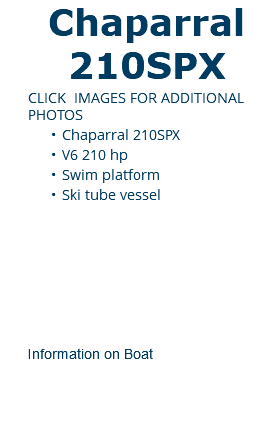 Chaparral
210SPX
CLICK  IMAGES FOR ADDITIONAL
PHOTOS
• Chaparral 210SPX
• V6 210 hp
• Swim platform
• Ski tube vessel
Information on Boat